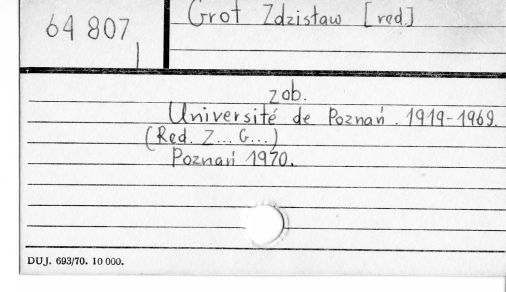 64 807
Grot Zdzisław [red.]
zob.
Université de Poznań. 1919-1969.
(Red. Z... G...)
Poznań 1970.
DUJ. 693/70. 10 000.